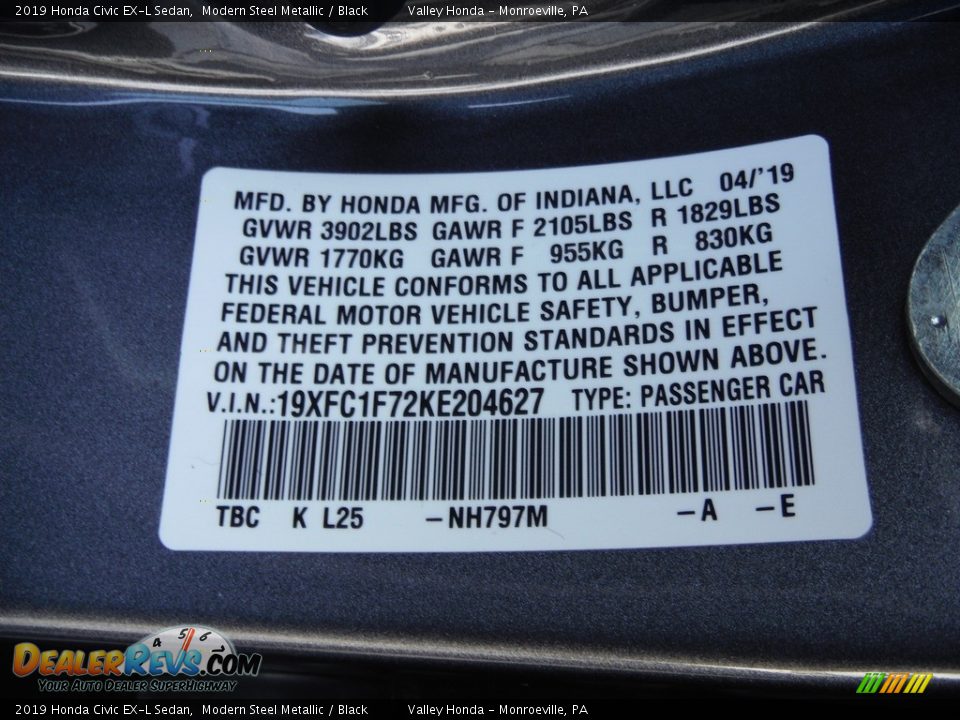 2019 Honda Civic EX-L Sedan, Modern Steel Metallic / Black Valley Honda - Monroeville, PA
MFD. BY HONDA MFG. OF INDIANA, LLC 04/'19
GVWR 3902LBS GAWR F 2105LBS R 1829LBS
GVWR 1770KG GAWR F 955KG R 830KG
THIS VEHICLE CONFORMS TO ALL APPLICABLE
FEDERAL MOTOR VEHICLE SAFETY, BUMPER,
AND THEFT PREVENTION STANDARDS IN EFFECT
ON THE DATE OF MANUFACTURE SHOWN ABOVE.
V.I.N.:19XFC1F72KE204627 TYPE: PASSENGER CAR
TBC K L25 -NH797M -A -E
4 5 6 7
DEALERREVS.COM
YOUR AUTO DEALER SUPERHIGHWAY
2019 Honda Civic EX-L Sedan, Modern Steel Metallic / Black Valley Honda - Monroeville, PA